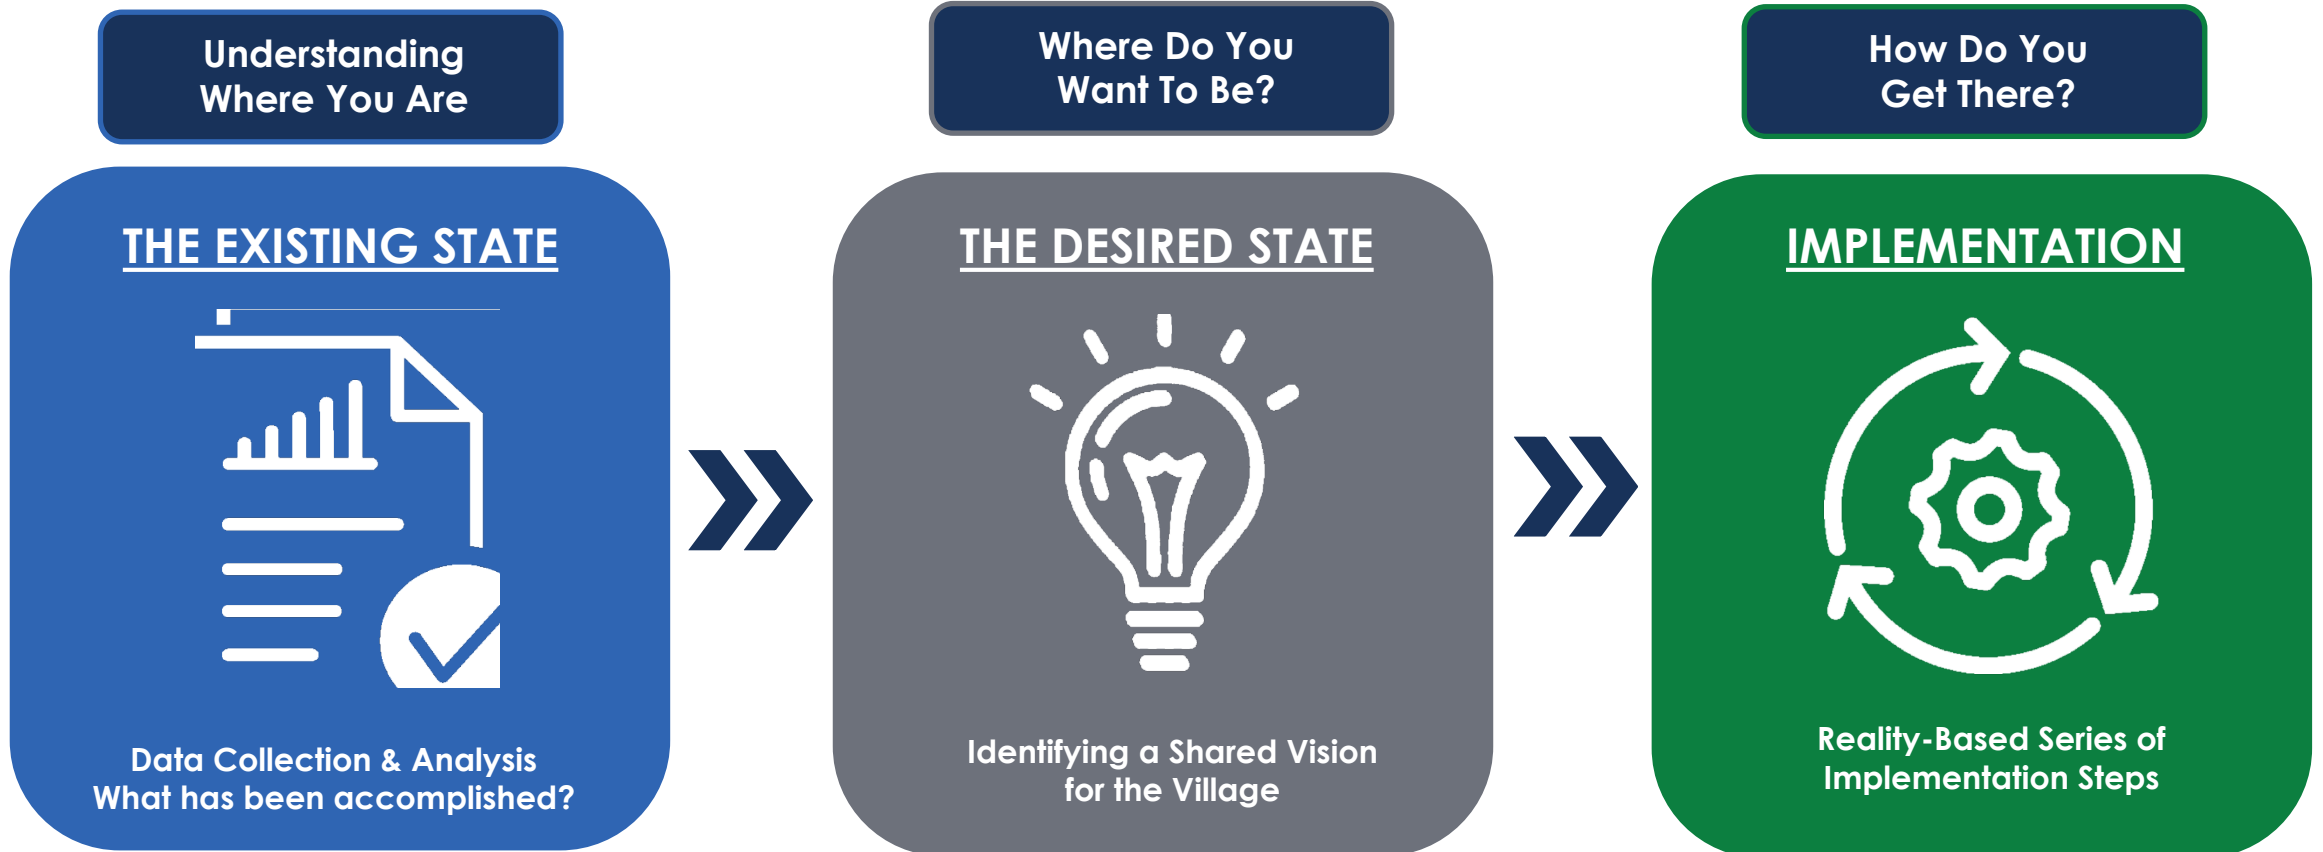 Understanding
Where You Are
THE EXISTING STATE
Data Collection & Analysis
What has been accomplished?
Where Do You
Want To Be?
THE DESIRED STATE
Identifying a Shared Vision
for the Village
How Do You
Get There?
IMPLEMENTATION
Reality-Based Series of
Implementation Steps